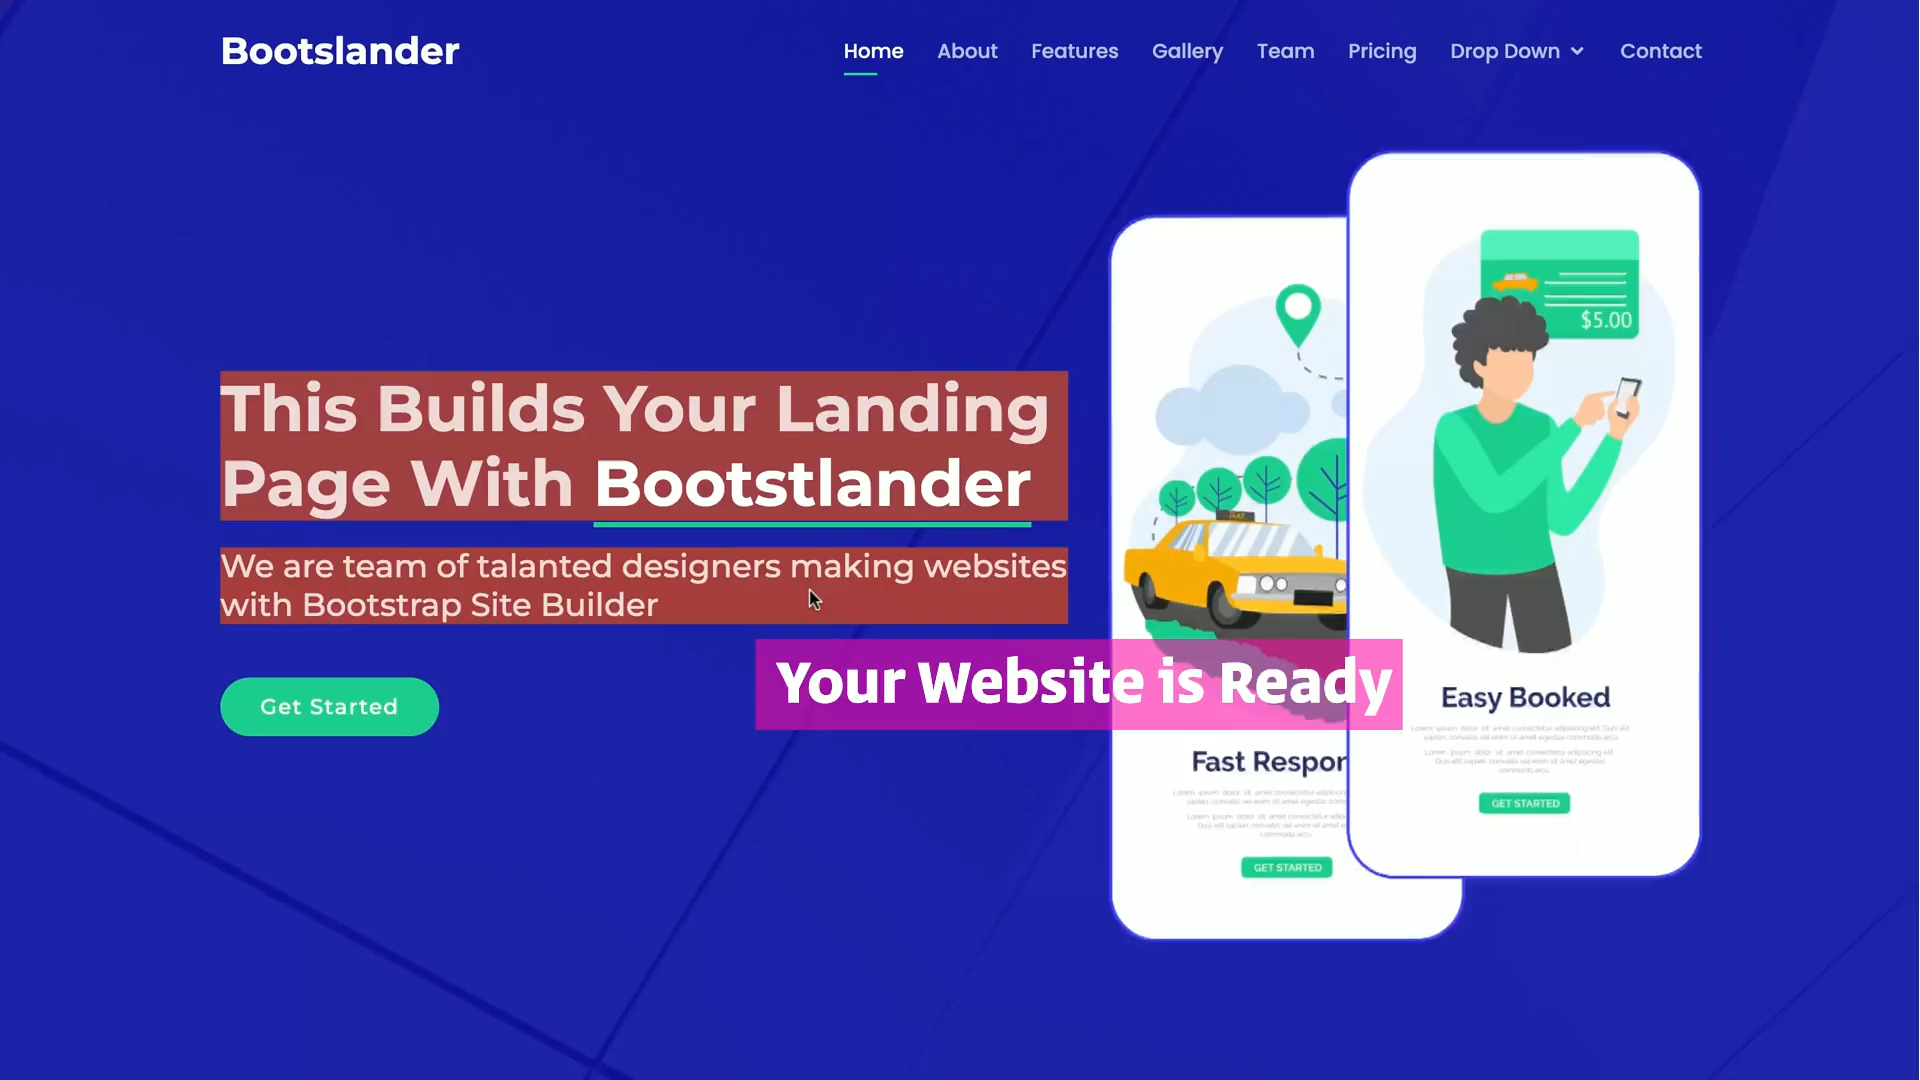 Bootslander
Home About Features Gallery Team Pricing Drop Down Contact
This Builds Your Landing
Page With Bootstlander
We are team of talanted designers making websites
with Bootstrap Site Builder
Get Started
Your Website is Ready
TAXI
$5.00
Fast Respon
GET STARTED
Easy Booked
GET STARTED